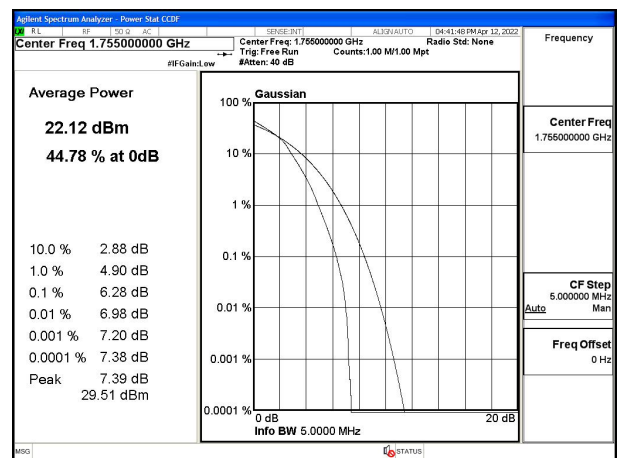 Agilent Spectrum Analyzer - Power Stat CCDF
LXI RL RF 50 Ω AC SENSE:INT ALIGN AUTO 04:41:48 PM Apr 12, 2022
Center Freq 1.755000000 GHz
Center Freq: 1.755000000 GHz Radio Std: None
Trig: Free Run Counts:1.00 M/1.00 Mpt
#IFGain:Low #Atten: 40 dB
Frequency
Average Power
22.12 dBm
44.78 % at 0dB
10.0 % 2.88 dB
1.0 % 4.90 dB
0.1 % 6.28 dB
0.01 % 6.98 dB
0.001 % 7.20 dB
0.0001 % 7.38 dB
Peak 7.39 dB
29.51 dBm
Gaussian
100 %
10 %
1 %
0.1 %
0.01 %
0.001 %
0.0001 %
0 dB 20 dB
Info BW 5.0000 MHz
Center Freq
1.755000000 GHz
CF Step
5.000000 MHz
Auto Man
Freq Offset
0 Hz
MSG STATUS